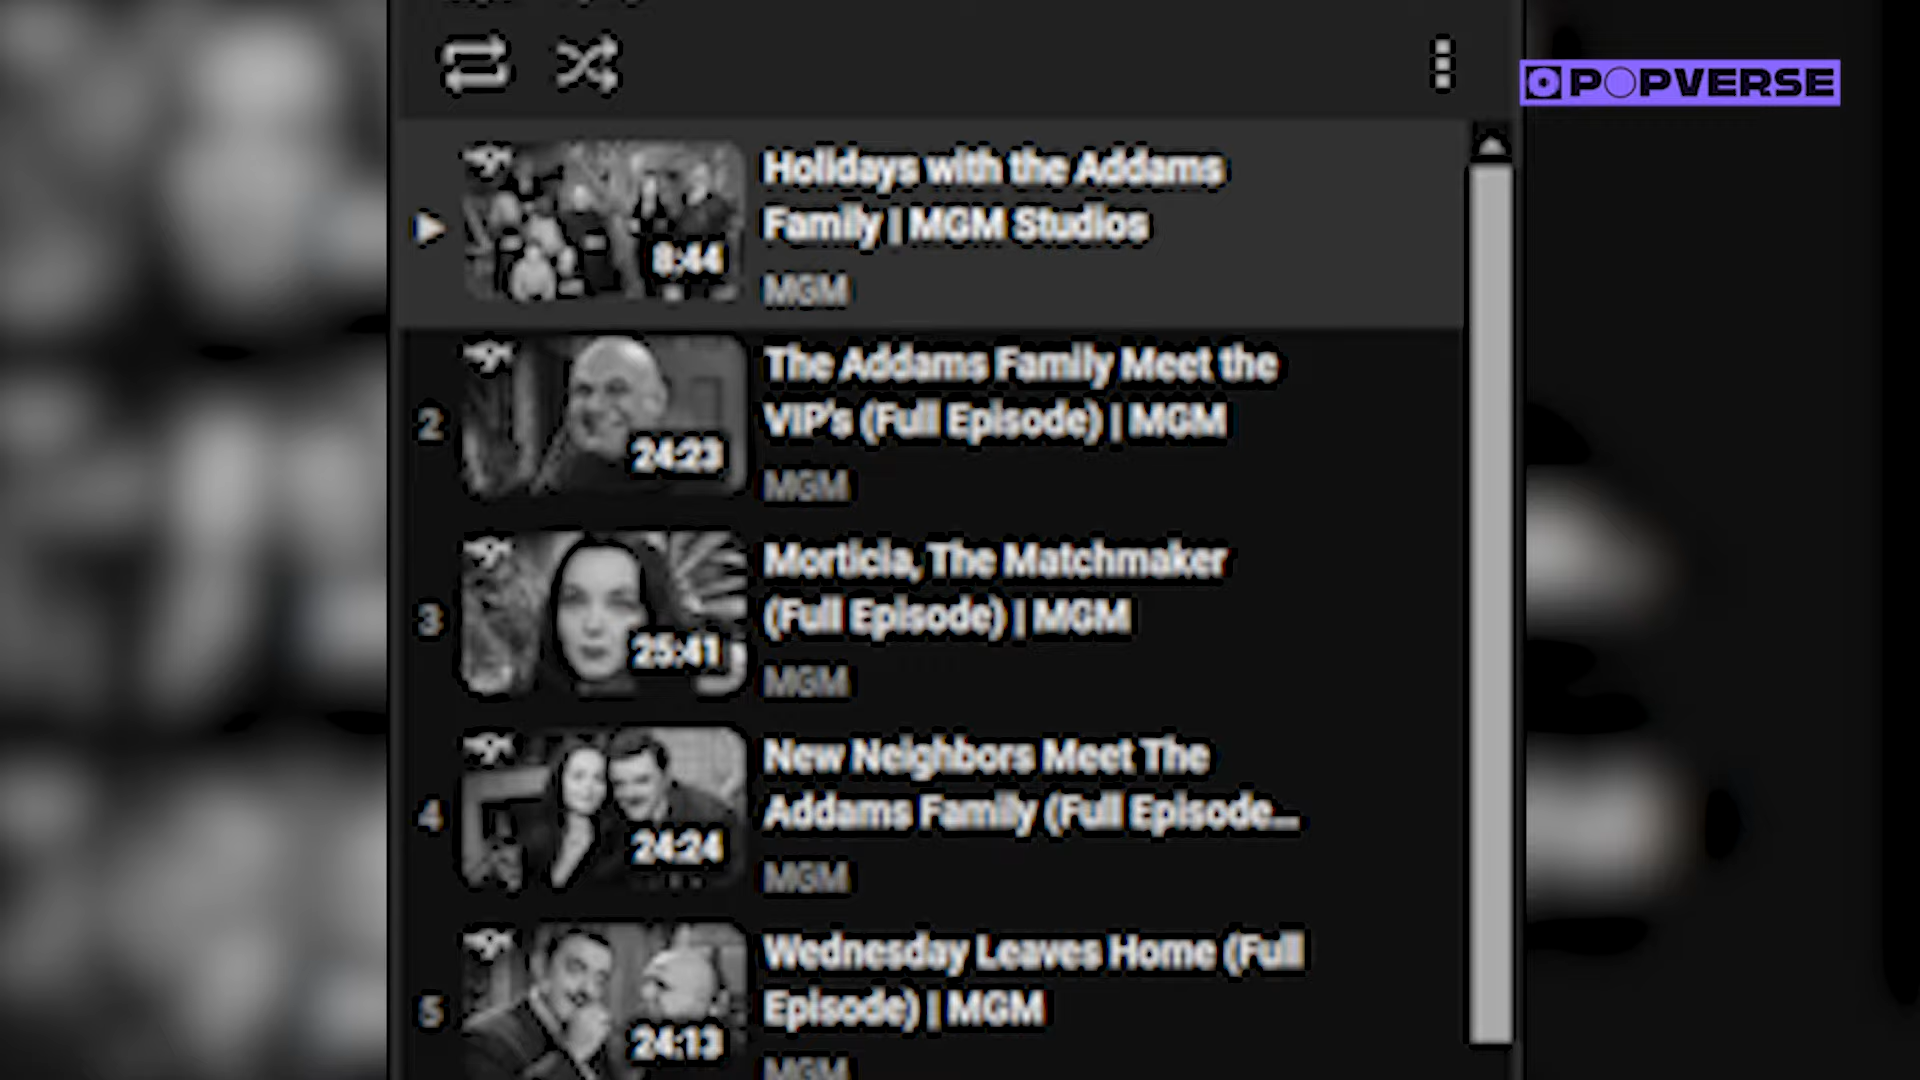 POPVERSE
Holidays with the Addams
Family | MGM Studios
8:44
MGM
The Addams Family Meet the
VIP's (Full Episode) | MGM
2
24:23
MGM
Morticia, The Matchmaker
(Full Episode) | MGM
3
25:41
MGM
New Neighbors Meet The
Addams Family (Full Episode...
4
24:24
MGM
Wednesday Leaves Home (Full
Episode) | MGM
5
24:13
MGM